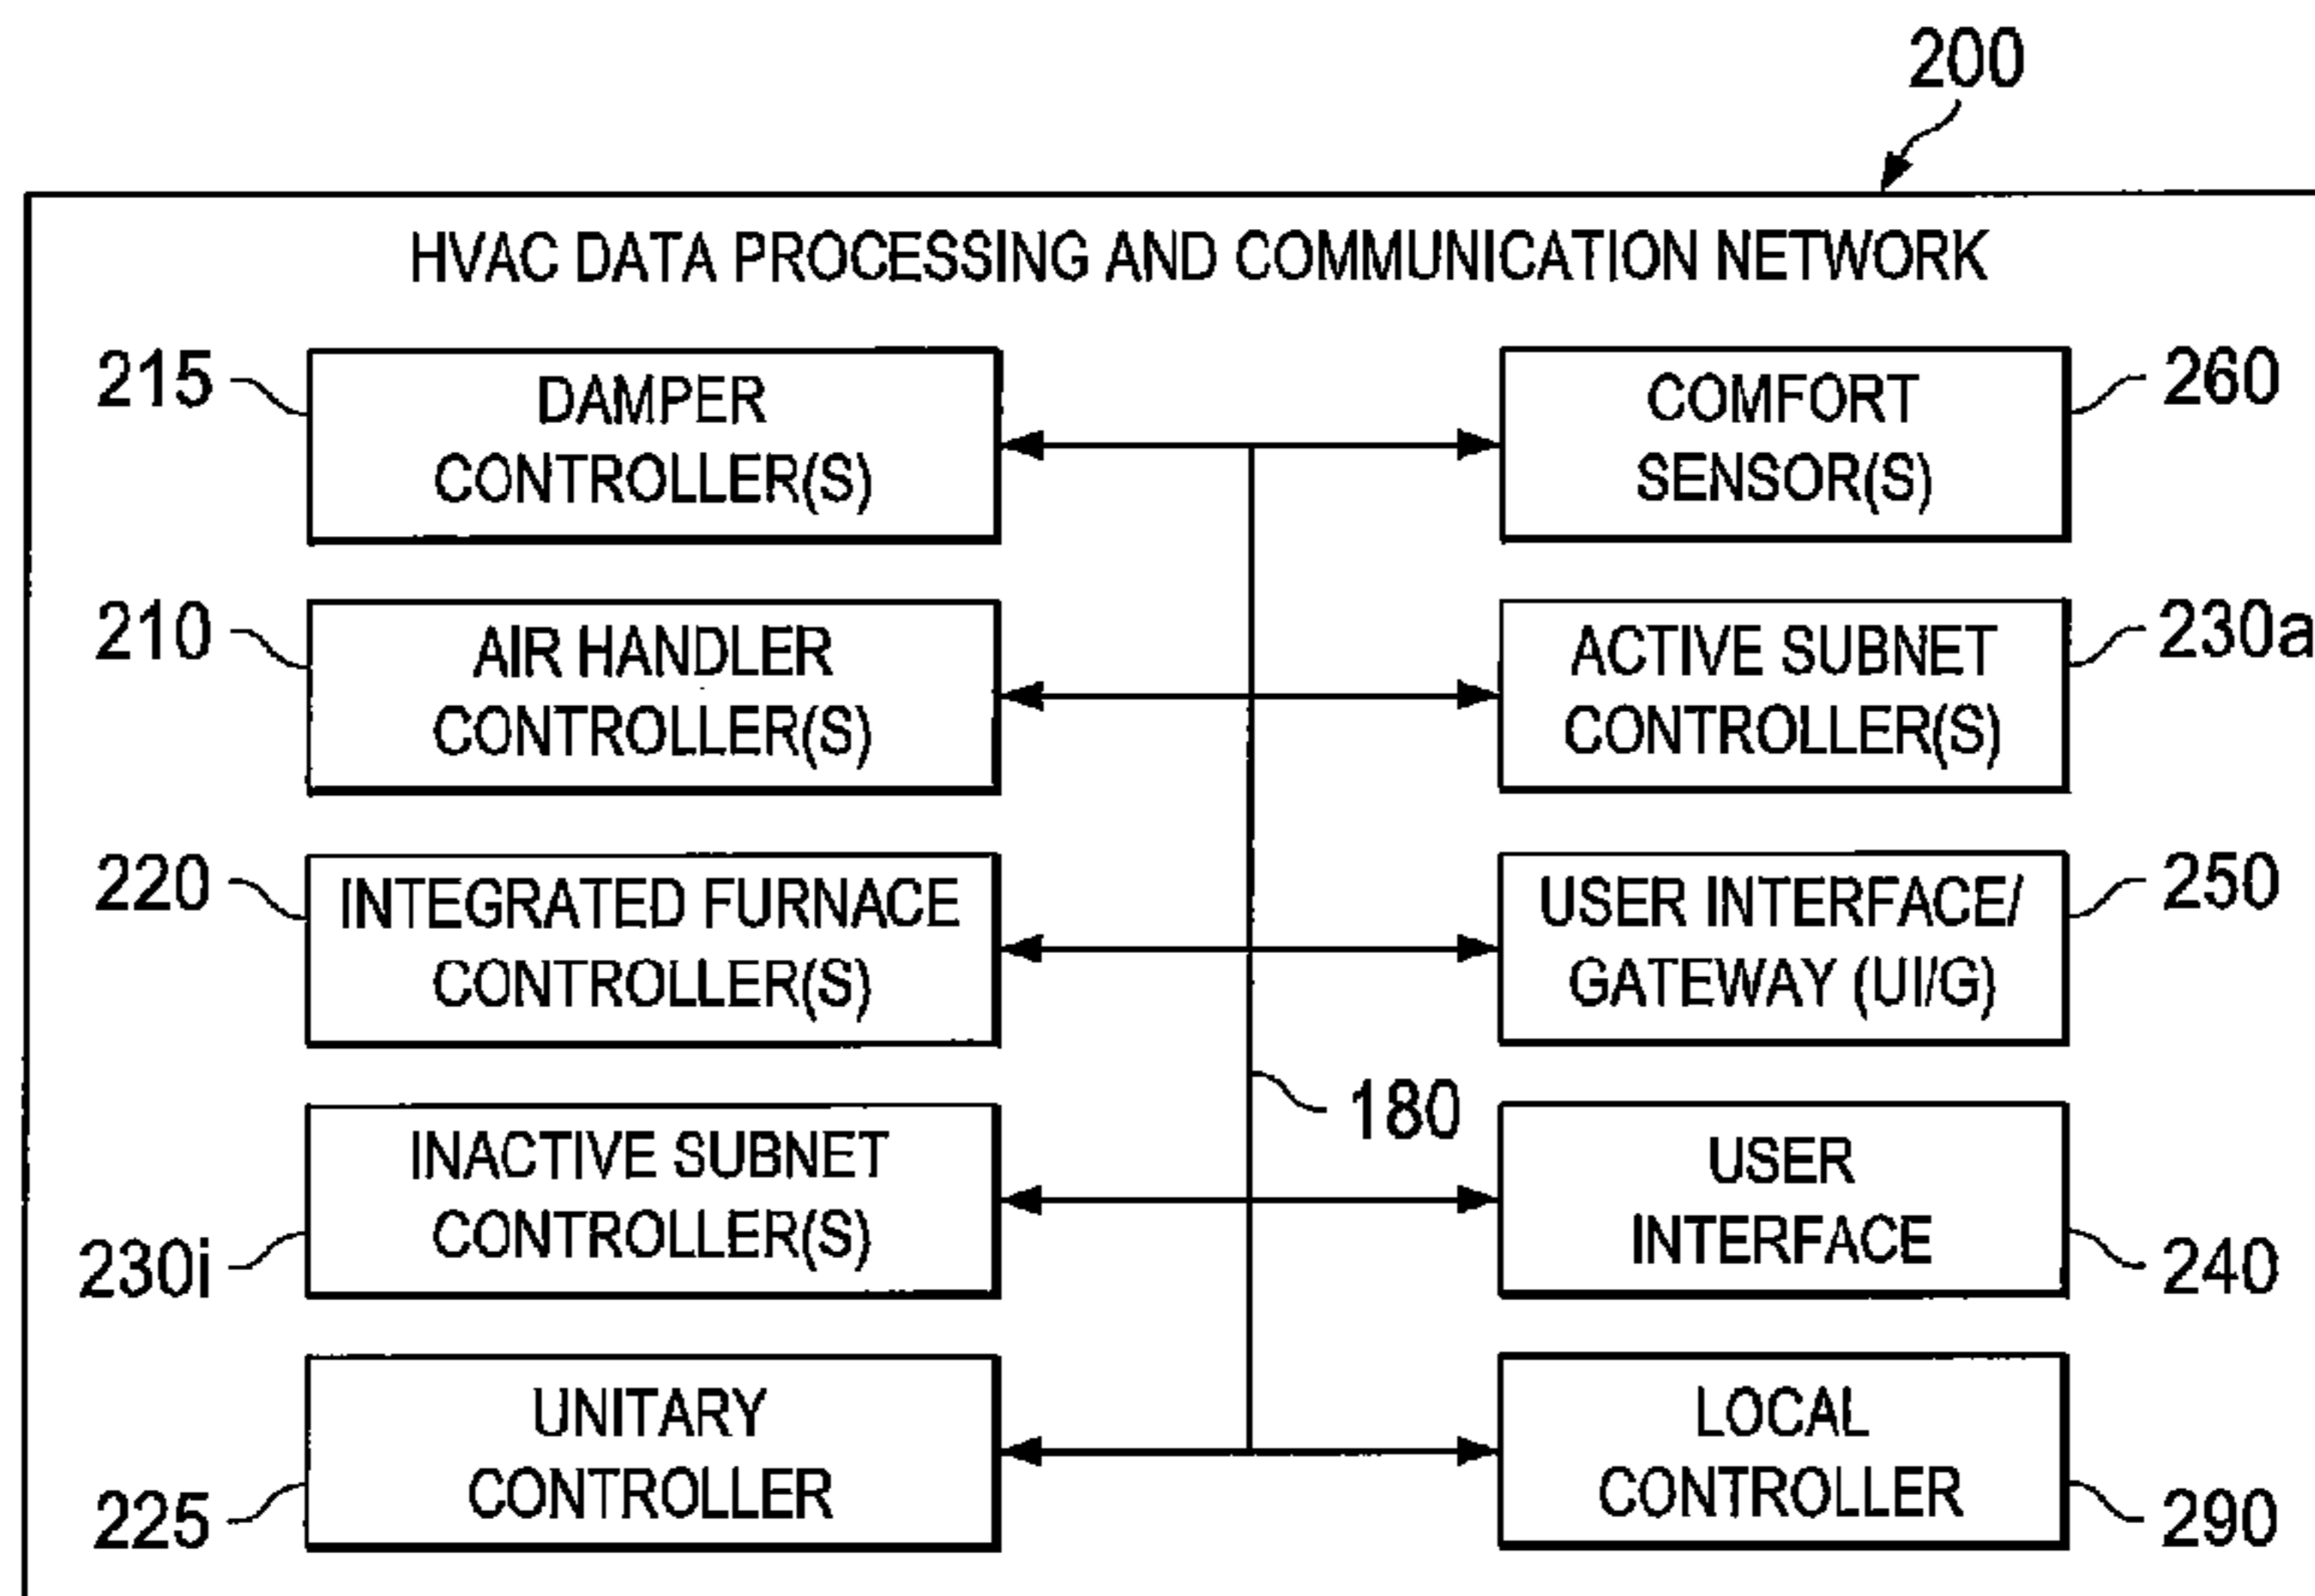 200
HVAC DATA PROCESSING AND COMMUNICATION NETWORK
215
DAMPER
CONTROLLER(S)
COMFORT
SENSOR(S)
260
210
AIR HANDLER
CONTROLLER(S)
ACTIVE SUBNET
CONTROLLER(S)
230a
220
INTEGRATED FURNACE
CONTROLLER(S)
USER INTERFACE/
GATEWAY (UI/G)
250
180
INACTIVE SUBNET
CONTROLLER(S)
230i
USER
INTERFACE
240
UNITARY
CONTROLLER
225
LOCAL
CONTROLLER
290